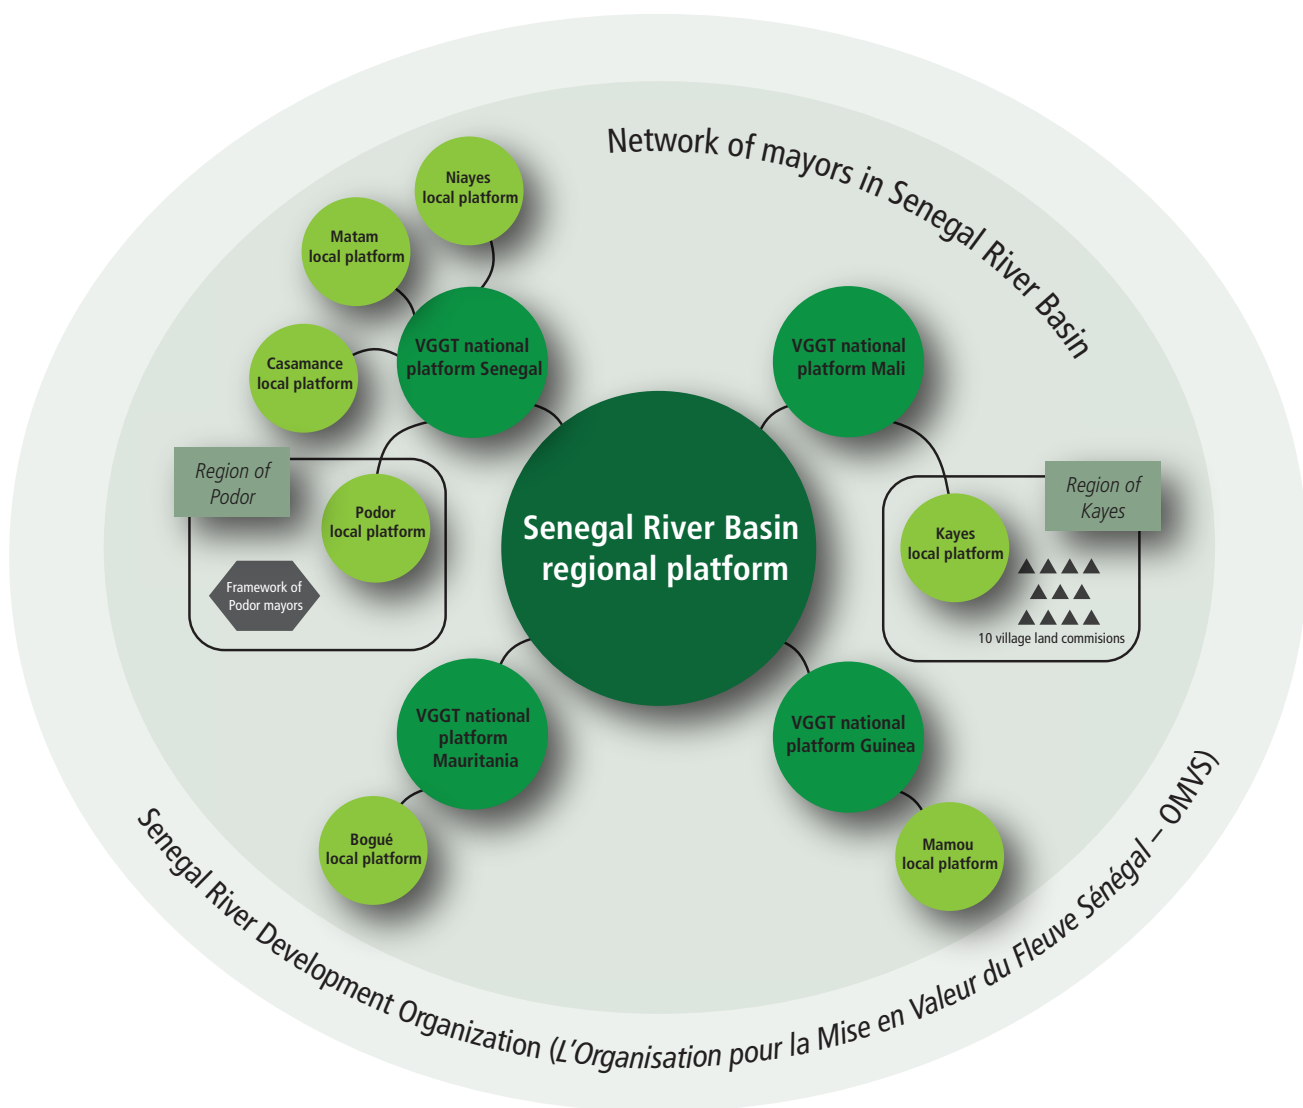 Network of mayors in Senegal River Basin
Niayes
local platform
Matam
local platform
Casamance
local platform
VGGT national
platform Senegal
VGGT national
platform Mali
Region of
Podor
Podor
local platform
Framework of
Podor mayors
Senegal River Basin
regional platform
Region of
Kayes
Kayes
local platform
10 village land commisions
VGGT national
platform
Mauritania
VGGT national
platform Guinea
Bogué
local platform
Mamou
local platform
Senegal River Development Organization (L'Organisation pour la Mise en Valeur du Fleuve Sénégal – OMVS)